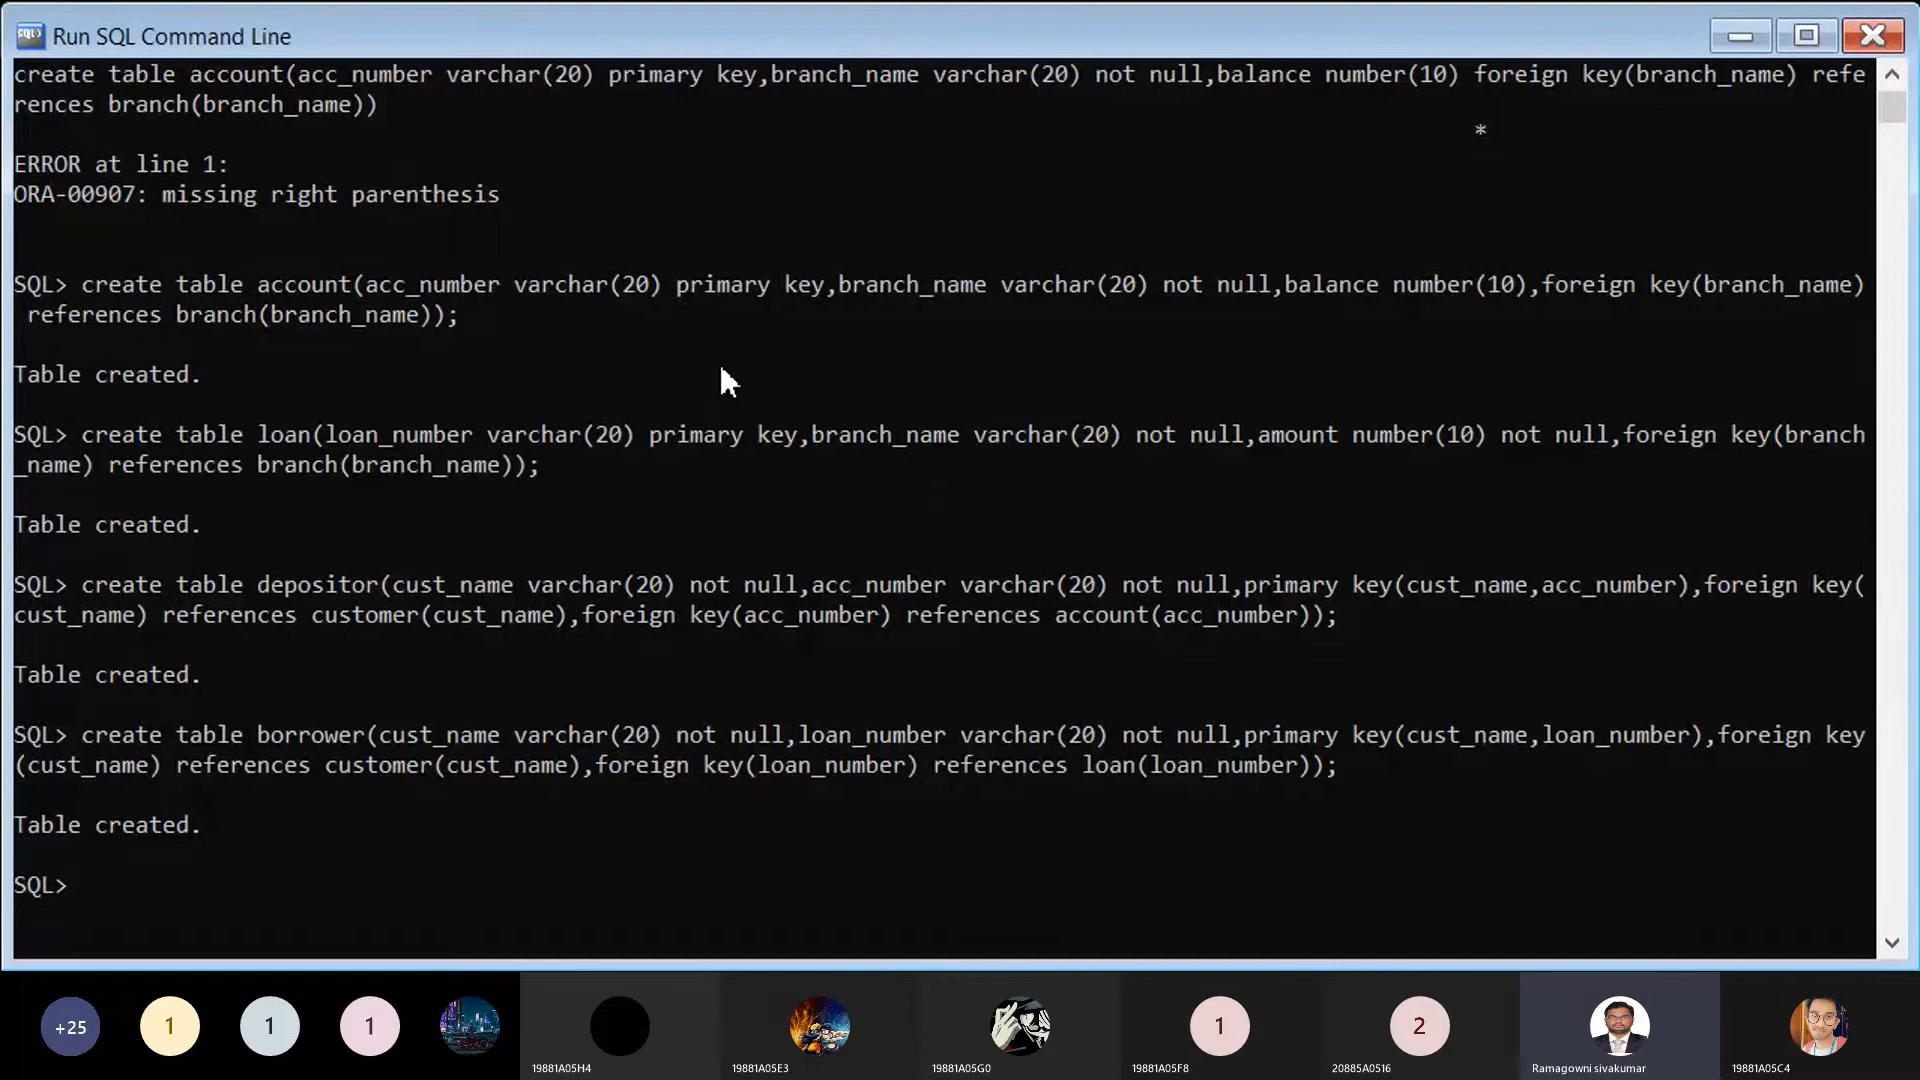 Run SQL Command Line
create table account(acc_number varchar(20) primary key,branch_name varchar(20) not null,balance number(10) foreign key(branch_name) refe
rences branch(branch_name))
*
ERROR at line 1:
ORA-00907: missing right parenthesis
SQL> create table account(acc_number varchar(20) primary key,branch_name varchar(20) not null,balance number(10),foreign key(branch_name)
 references branch(branch_name));
Table created.
SQL> create table loan(loan_number varchar(20) primary key,branch_name varchar(20) not null,amount number(10) not null,foreign key(branch
_name) references branch(branch_name));
Table created.
SQL> create table depositor(cust_name varchar(20) not null,acc_number varchar(20) not null,primary key(cust_name,acc_number),foreign key(
cust_name) references customer(cust_name),foreign key(acc_number) references account(acc_number));
Table created.
SQL> create table borrower(cust_name varchar(20) not null,loan_number varchar(20) not null,primary key(cust_name,loan_number),foreign key
(cust_name) references customer(cust_name),foreign key(loan_number) references loan(loan_number));
Table created.
SQL>
+25 1 1 1 1 2
19881A05H4 19881A05E3 19881A05G0 19881A05F8 20885A0516 Ramagowni sivakumar 19881A05C4